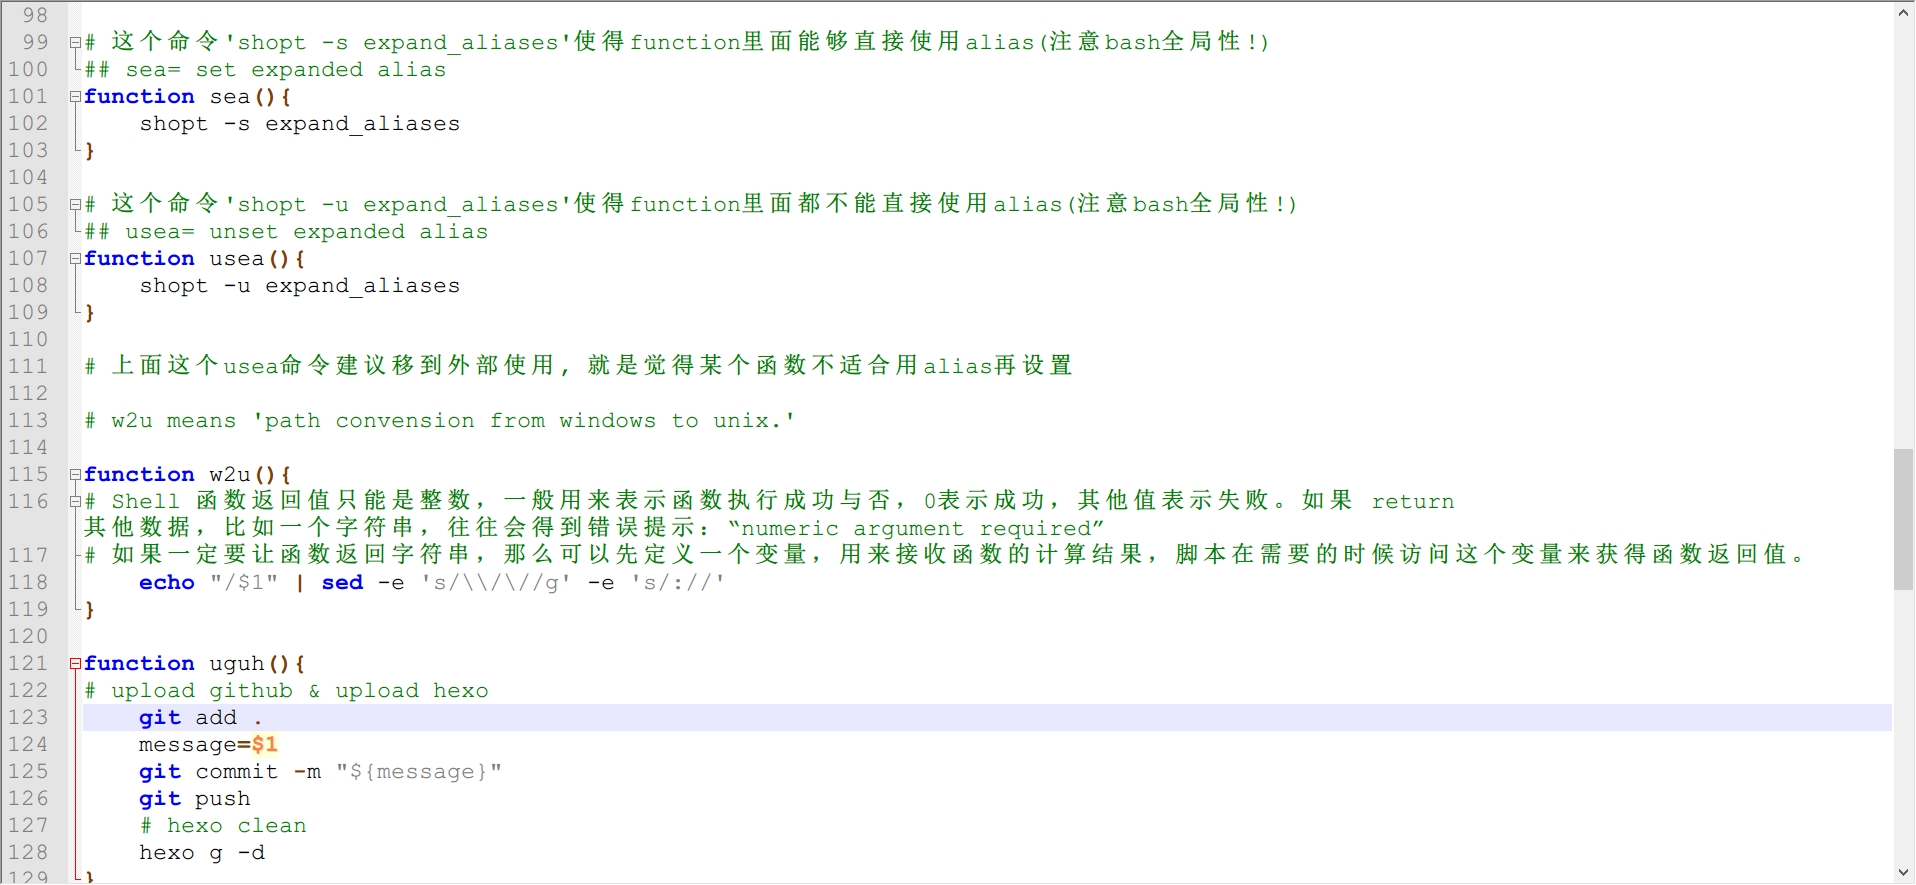 98
99 # 这个命令'shopt -s expand_aliases'使得function里面能够直接使用alias(注意bash全局性!)
100 ## sea= set expanded alias
101 function sea(){
102     shopt -s expand_aliases
103 }
104
105 # 这个命令'shopt -u expand_aliases'使得function里面都不能直接使用alias(注意bash全局性!)
106 ## usea= unset expanded alias
107 function usea(){
108     shopt -u expand_aliases
109 }
110
111 # 上面这个usea命令建议移到外部使用, 就是觉得某个函数不适合用alias再设置
112
113 # w2u means 'path convension from windows to unix.'
114
115 function w2u(){
116 # Shell 函数返回值只能是整数，一般用来表示函数执行成功与否，0表示成功，其他值表示失败。如果 return
其他数据，比如一个字符串，往往会得到错误提示：“numeric argument required”
117 # 如果一定要让函数返回字符串，那么可以先定义一个变量，用来接收函数的计算结果，脚本在需要的时候访问这个变量来获得函数返回值。
118     echo "/$1" | sed -e 's/\\/\//g' -e 's/://'
119 }
120
121 function uguh(){
122 # upload github & upload hexo
123     git add .
124     message=$1
125     git commit -m "${message}"
126     git push
127     # hexo clean
128     hexo g -d
129 }